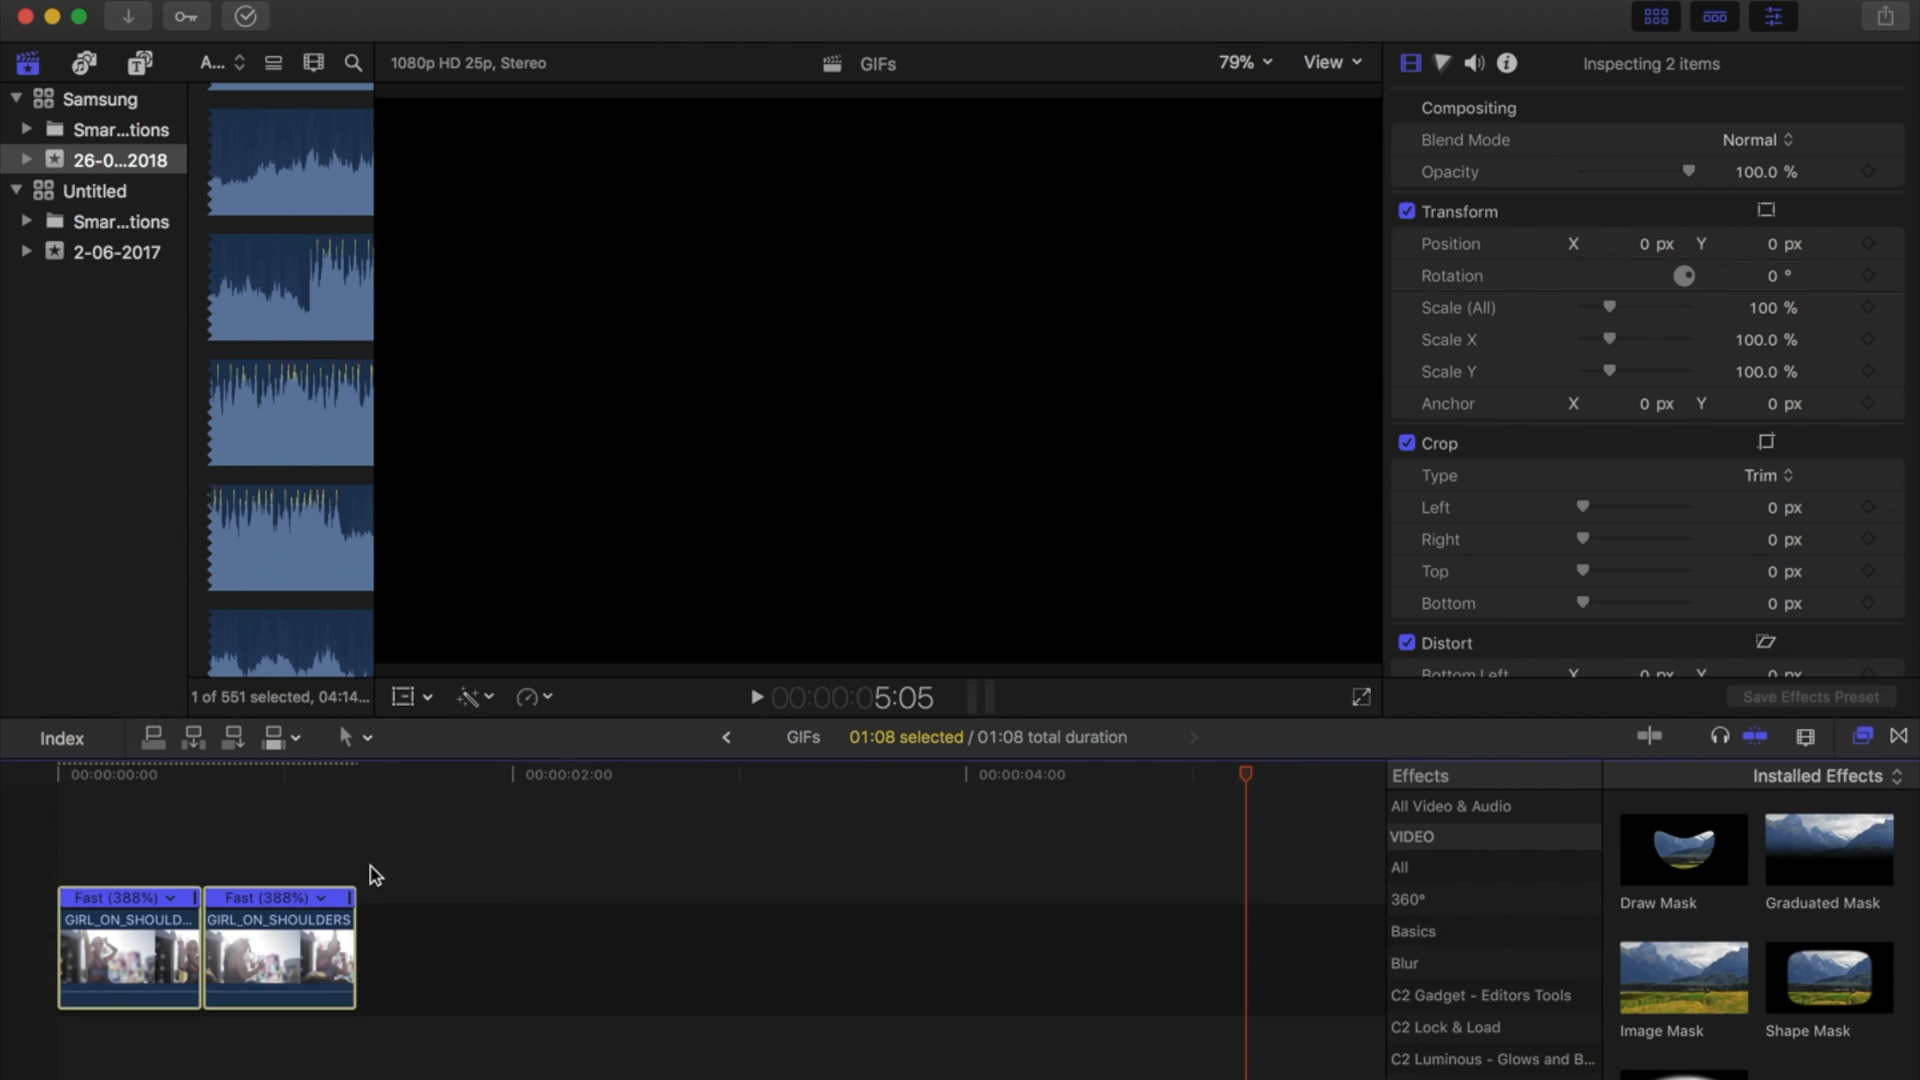 A...
1080p HD 25p, Stereo
GIFs
79%
View
Inspecting 2 items
Samsung
Smar...tions
26-0...2018
Untitled
Smar...tions
2-06-2017
Compositing
Blend Mode
Normal
Opacity
100.0 %
Transform
Position
X
0 px
Y
0 px
Rotation
0 °
Scale (All)
100 %
Scale X
100.0 %
Scale Y
100.0 %
Anchor
X
0 px
Y
0 px
Crop
Type
Trim
Left
0 px
Right
0 px
Top
0 px
Bottom
0 px
Distort
Bottom Left
X
0 px
Y
0 px
1 of 551 selected, 04:14...
00:00:05:05
Save Effects Preset
Index
GIFs
01:08 selected / 01:08 total duration
00:00:00:00
00:00:02:00
00:00:04:00
Fast (388%)
Fast (388%)
GIRL_ON_SHOULD...
GIRL_ON_SHOULDERS
Effects
Installed Effects
All Video & Audio
VIDEO
All
360°
Basics
Blur
C2 Gadget - Editors Tools
C2 Lock & Load
C2 Luminous - Glows and B...
Draw Mask
Graduated Mask
Image Mask
Shape Mask